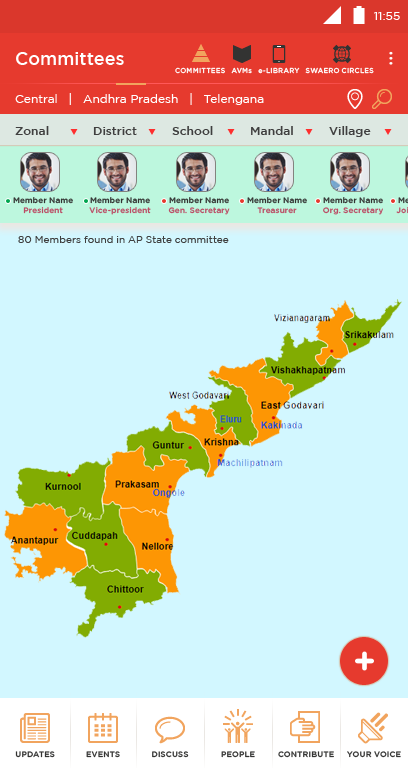 11:55
Committees
COMMITTEES AVMs e-LIBRARY SWAERO CIRCLES
Central | Andhra Pradesh | Telengana
Zonal District School Mandal Village
Member Name Member Name Member Name Member Name Member Name Me
President Vice-president Gen. Secretary Treasurer Org. Secretary Joi
80 Members found in AP State committee
Vizianagaram
Srikakulam
Vishakhapatnam
West Godavari
East Godavari
Eluru
Kakinada
Krishna
Guntur
Machilipatnam
Prakasam
Kurnool
Ongole
Cuddapah
Anantapur
Nellore
Chittoor
UPDATES EVENTS DISCUSS PEOPLE CONTRIBUTE YOUR VOICE